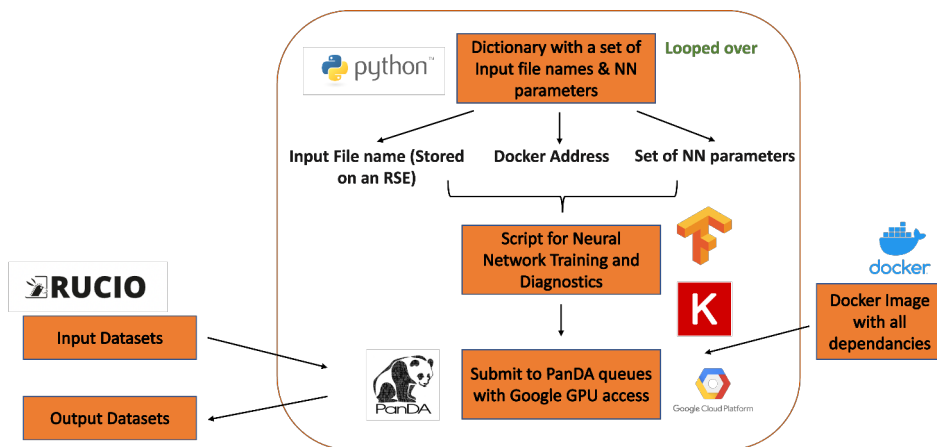 Dictionary with a set of
Input file names & NN
parameters
Looped over
python™
Input File name (Stored
on an RSE)
Docker Address
Set of NN parameters
Script for Neural
Network Training and
Diagnostics
docker
RUCIO
K
Input Datasets
Docker Image
with all
dependancies
Submit to PanDA queues
with Google GPU access
PanDA
Google Cloud Platform
Output Datasets